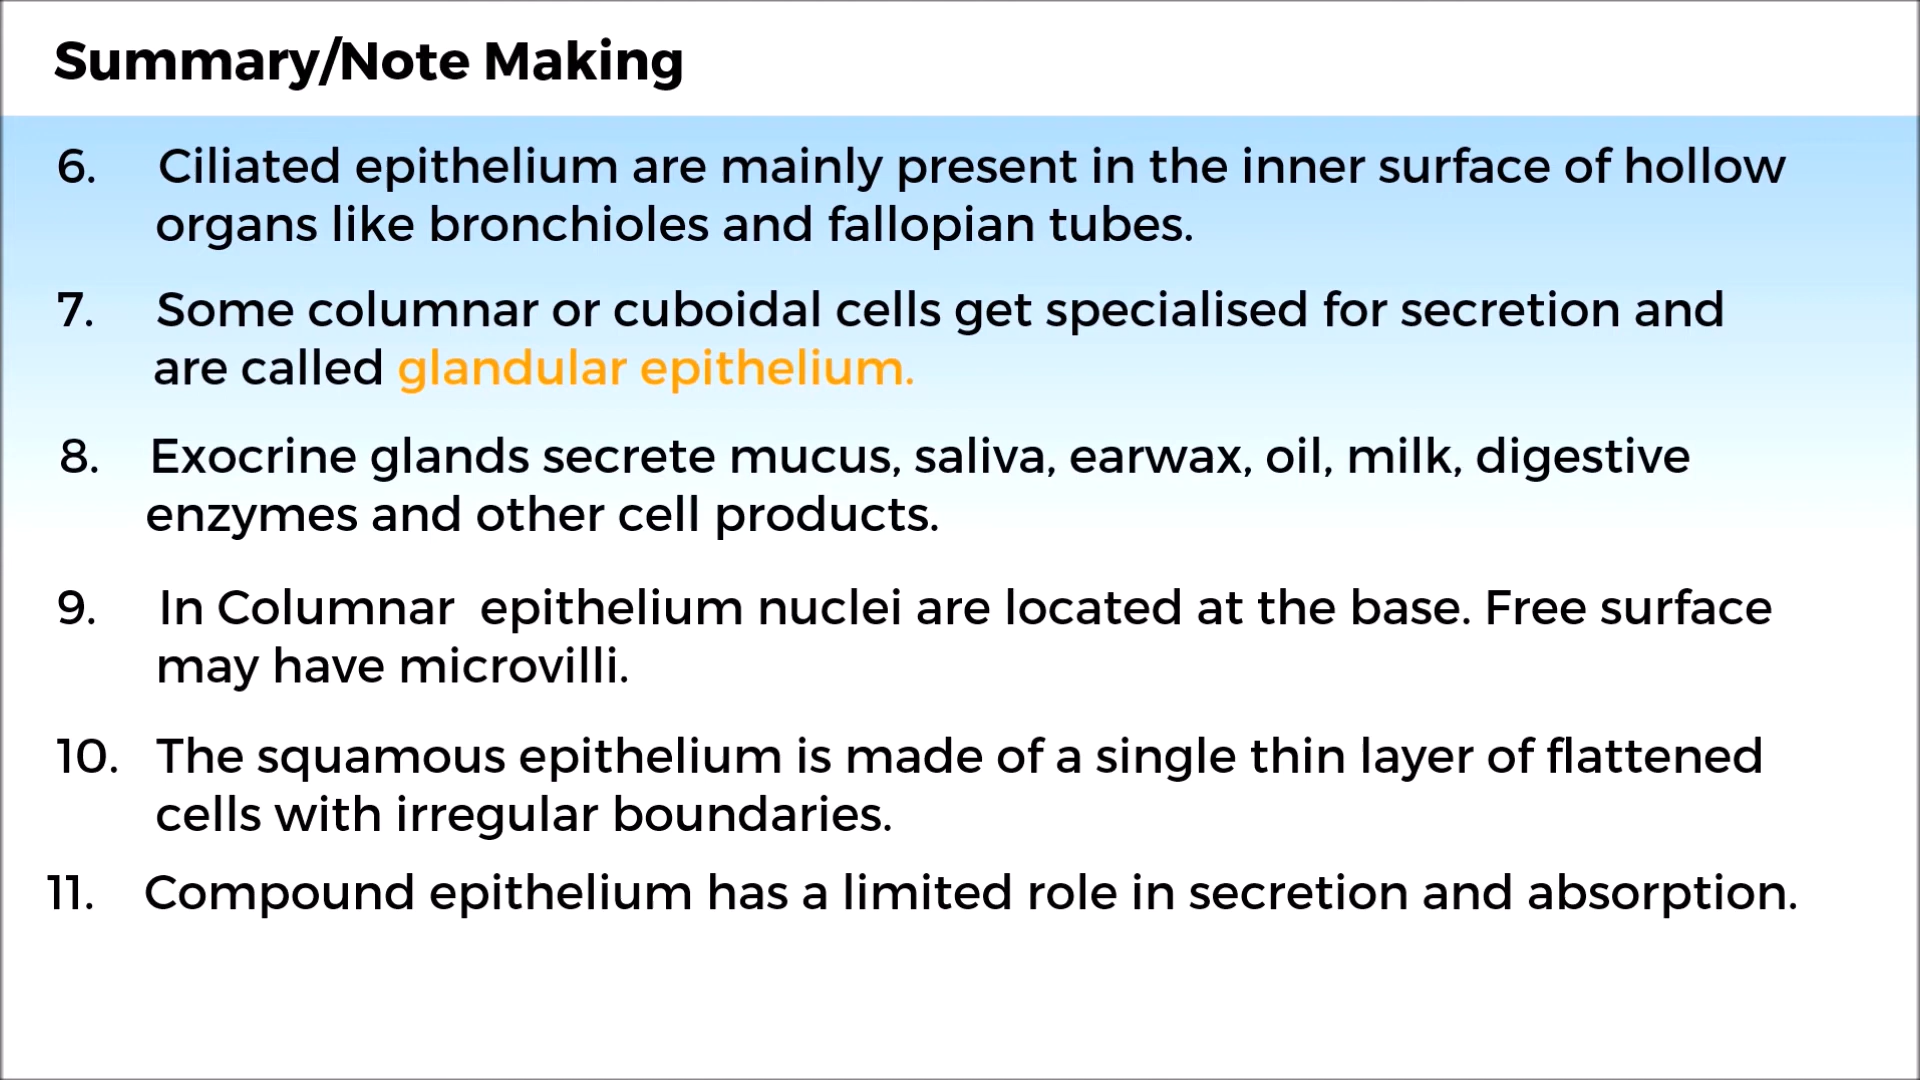 Summary/Note Making
6. Ciliated epithelium are mainly present in the inner surface of hollow
organs like bronchioles and fallopian tubes.
7. Some columnar or cuboidal cells get specialised for secretion and
are called glandular epithelium.
8. Exocrine glands secrete mucus, saliva, earwax, oil, milk, digestive
enzymes and other cell products.
9. In Columnar epithelium nuclei are located at the base. Free surface
may have microvilli.
10. The squamous epithelium is made of a single thin layer of flattened
cells with irregular boundaries.
11. Compound epithelium has a limited role in secretion and absorption.